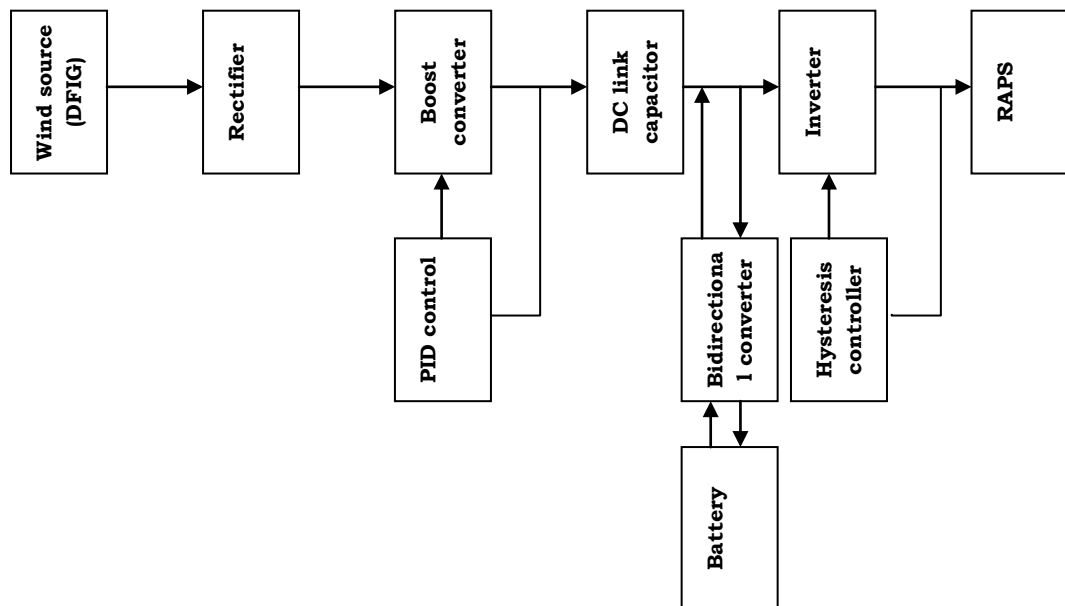 Wind source
(DFIG)
Rectifier
Boost
converter
DC link
capacitor
Inverter
RAPS
PID control
Bidirectiona
l converter
Hysteresis
controller
Battery